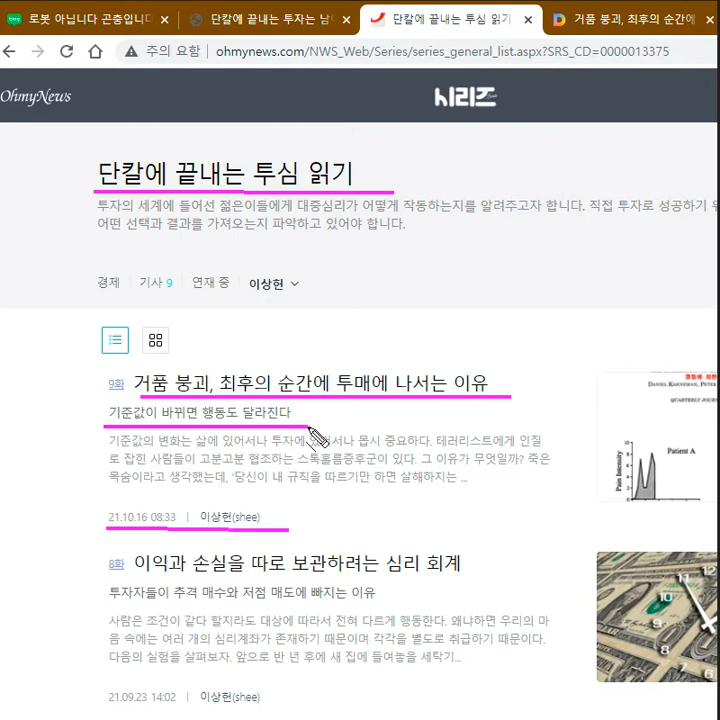 로봇 아닙니다 곤충입니다
단칼에 끝내는 투자는 남
단칼에 끝내는 투심 읽기
거품 붕괴, 최후의 순간에
주의 요함
ohmynews.com/NWS_Web/Series/series_general_list.aspx?SRS_CD=0000013375
OhmyNews
시리즈
단칼에 끝내는 투심 읽기
투자의 세계에 들어선 젊은이들에게 대중심리가 어떻게 작동하는지를 알려주고자 합니다. 직접 투자로 성공하기
어떤 선택과 결과를 가져오는지 파악하고 있어야 합니다.
경제 기사 9 연재 중 이상헌
9화 거품 붕괴, 최후의 순간에 투매에 나서는 이유
기준값이 바뀌면 행동도 달라진다
기준값의 변화는 삶에 있어서나 투자에 있어서나 몹시 중요하다. 테러리스트에게 인질
로 잡힌 사람들이 고분고분 협조하는 스톡홀름증후군이 있다. 그 이유가 무엇일까? 죽은
목숨이라고 생각했는데, '당신이 내 규칙을 따르기만 하면 살해하지는 ...
21.10.16 08:33 | 이상헌(shee)
DANIEL KAHNEMAN, PETER
QUARTERLY JOURN
Patient A
Pain Intensity
10
8
6
4
2
0
8화 이익과 손실을 따로 보관하려는 심리 회계
투자자들이 추격 매수와 저점 매도에 빠지는 이유
사람은 조건이 같다 할지라도 대상에 따라서 전혀 다르게 행동한다. 왜냐하면 우리의 마
음 속에는 여러 개의 심리계좌가 존재하기 때문이며 각각을 별도로 취급하기 때문이다.
다음의 실험을 살펴보자. 앞으로 반 년 후에 새 집에 들여놓을 세탁기...
21.09.23 14:02 | 이상헌(shee)
12
11
10
9
8
7
6